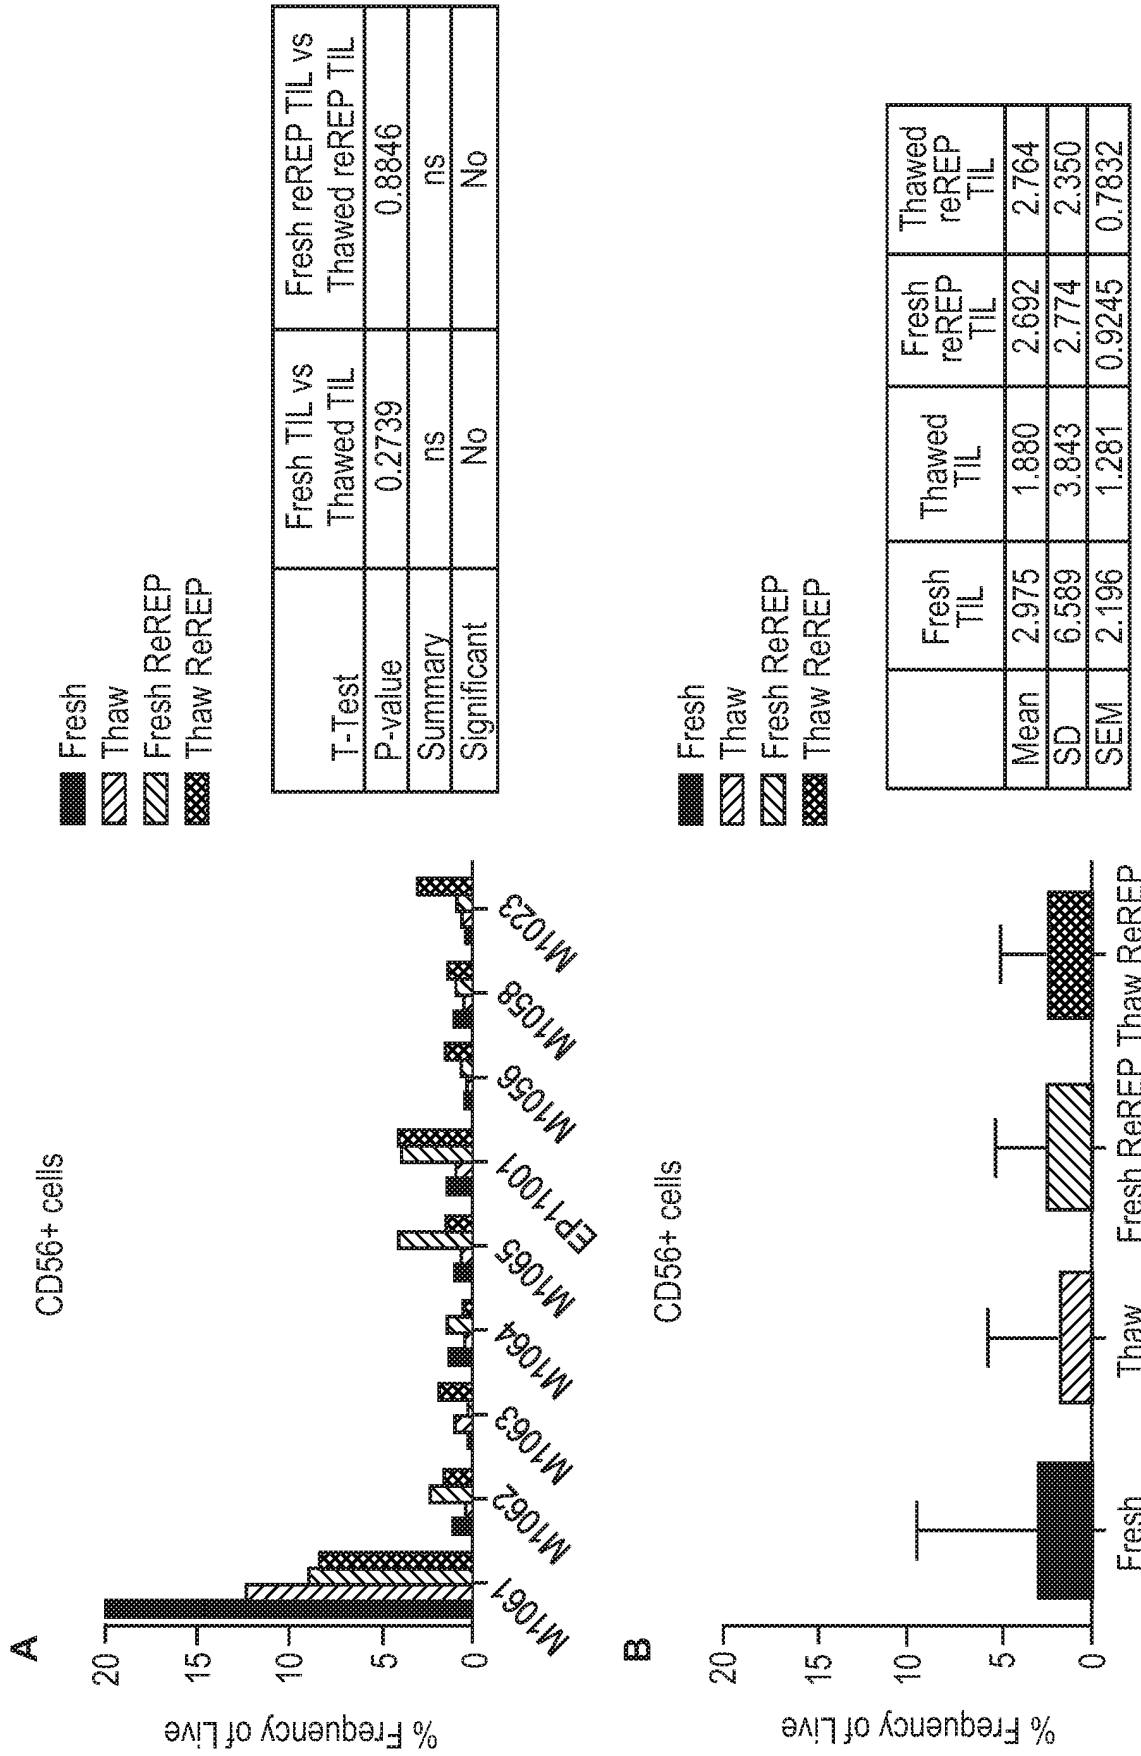 A
CD56+ cells
% Frequency of Live
20
15
10
5
0
M1061
M1062
M1063
M1064
M1065
EP11001
M1056
M1058
M1023
Fresh
Thaw
Fresh ReREP
Thaw ReREP
T-Test
Fresh TIL vs
Thawed TIL
Fresh reREP TIL vs
Thawed reREP TIL
P-value 0.2739 0.8846
Summary ns ns
Significant No No
B
CD56+ cells
% Frequency of Live
20
15
10
5
0
Fresh Thaw Fresh ReREP Thaw ReREP
Fresh
Thaw
Fresh ReREP
Thaw ReREP
Fresh
TIL
Thawed
TIL
Fresh
reREP
TIL
Thawed
reREP
TIL
Mean 2.975 1.880 2.692 2.764
SD 6.589 3.843 2.774 2.350
SEM 2.196 1.281 0.9245 0.7832